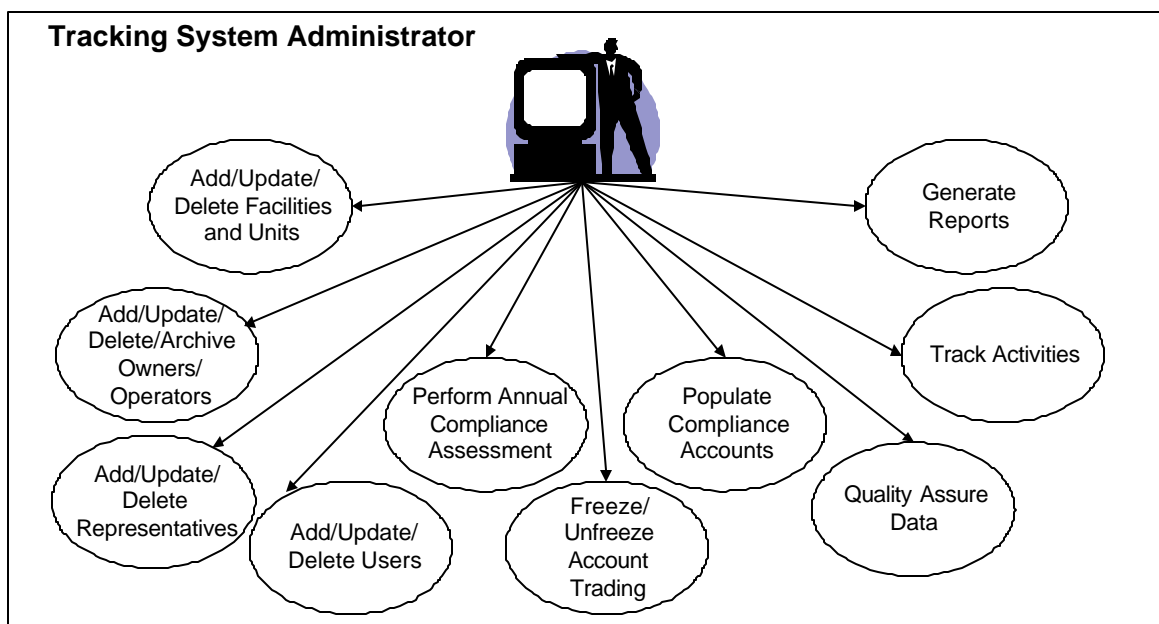 Tracking System Administrator
Add/Update/
Delete Facilities
and Units
Generate
Reports
Add/Update/
Delete/Archive
Owners/
Operators
Track Activities
Perform Annual
Compliance
Assessment
Populate
Compliance
Accounts
Add/Update/
Delete
Representatives
Add/Update/
Delete Users
Freeze/
Unfreeze
Account
Trading
Quality Assure
Data